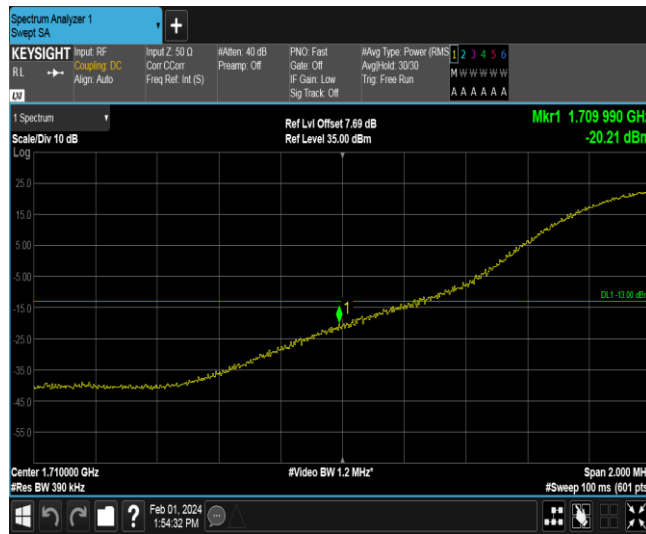 Spectrum Analyzer 1
Swept SA
+
KEYSIGHT Input: RF Input Z: 50 Ω #Atten: 40 dB PNO: Fast #Avg Type: Power (RMS 1 2 3 4 5 6
RL Coupling: DC Corr CCorr Preamp: Off Gate: Off Avg|Hold: 30/30 M W W W W W
Align: Auto Freq Ref: Int (S) IF Gain: Low Trig: Free Run
LXI Sig Track: Off A A A A A A
1 Spectrum Ref Lvl Offset 7.69 dB Mkr1 1.709 990 GHz
Scale/Div 10 dB Ref Level 35.00 dBm -20.21 dBm
Log
25.0
15.0
5.00
-5.00
DL1 -13.00 dBr
1
-15.0
-25.0
-35.0
-45.0
-55.0
Center 1.710000 GHz #Video BW 1.2 MHz* Span 2.000 MH
#Res BW 390 kHz #Sweep 100 ms (601 pts
? Feb 01, 2024
1:54:32 PM